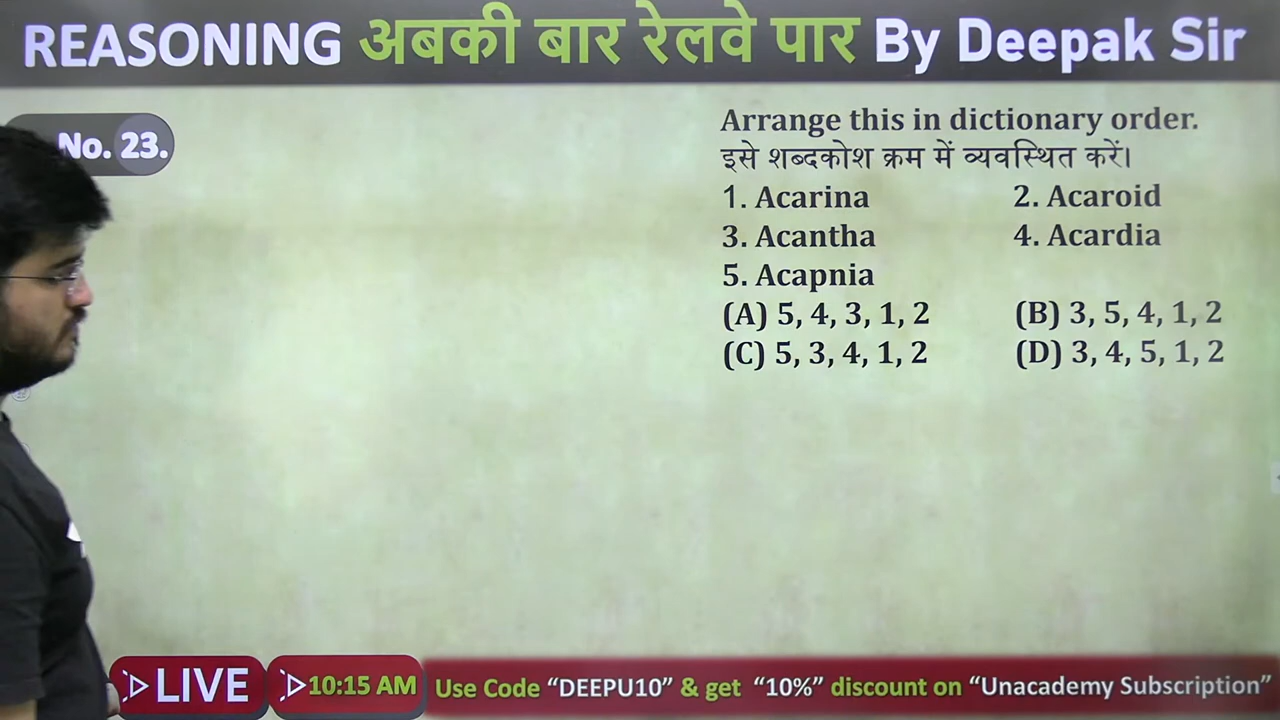 REASONING अबकी बार रेलवे पार By Deepak Sir
No. 23.
Arrange this in dictionary order.
इसे शब्दकोश क्रम में व्यवस्थित करें।
1. Acarina 2. Acaroid
3. Acantha 4. Acardia
5. Acapnia
(A) 5, 4, 3, 1, 2 (B) 3, 5, 4, 1, 2
(C) 5, 3, 4, 1, 2 (D) 3, 4, 5, 1, 2
LIVE 10:15 AM Use Code “DEEPU10” & get “10%” discount on “Unacademy Subscription”